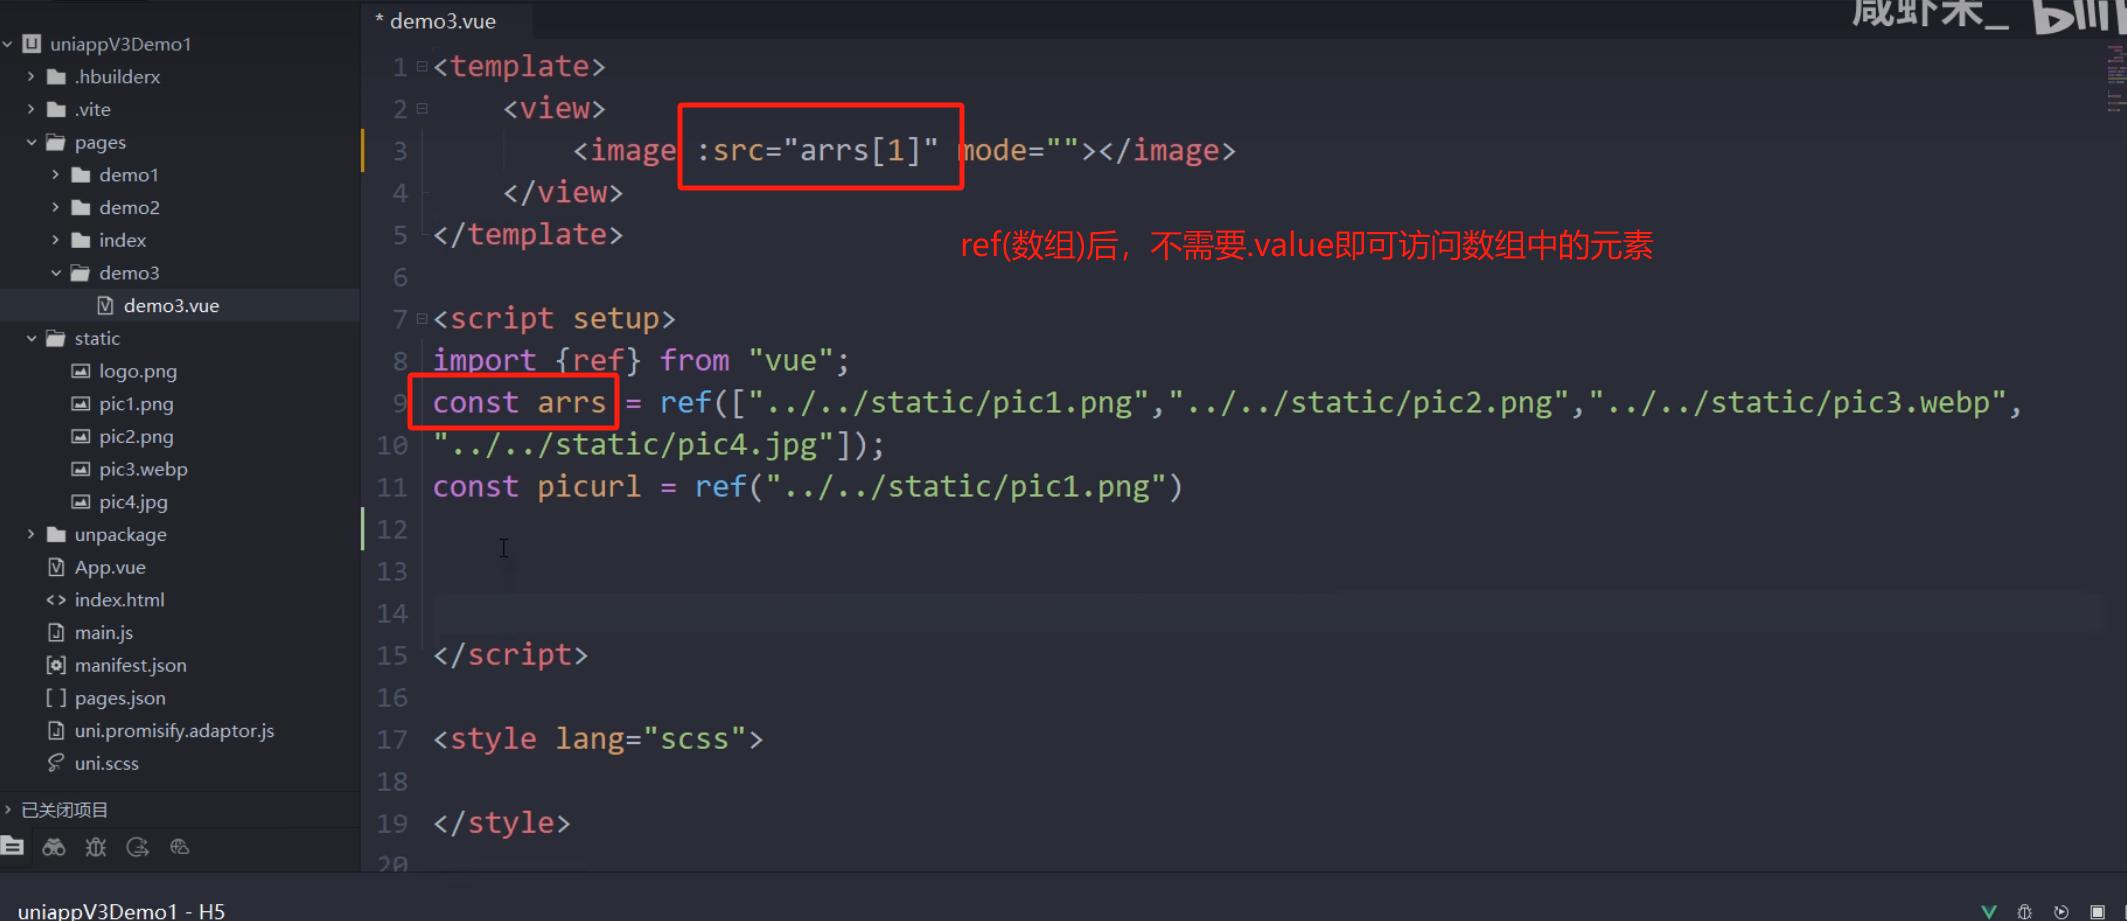 咸虾米_ bili
* demo3.vue
uniappV3Demo1
.hbuilderx
.vite
pages
demo1
demo2
index
demo3
demo3.vue
static
logo.png
pic1.png
pic2.png
pic3.webp
pic4.jpg
unpackage
App.vue
index.html
main.js
manifest.json
pages.json
uni.promisify.adaptor.js
uni.scss
已关闭项目
1 <template>
2 <view>
3 <image :src="arrs[1]" mode=""></image>
4 </view>
5 </template>
ref(数组)后，不需要.value即可访问数组中的元素
6
7 <script setup>
8 import {ref} from "vue";
9 const arrs = ref(["../../static/pic1.png","../../static/pic2.png","../../static/pic3.webp",
10 "../../static/pic4.jpg"]);
11 const picurl = ref("../../static/pic1.png")
12
13
14
15 </script>
16
17 <style lang="scss">
18
19 </style>
20
uniappV3Demo1 - H5